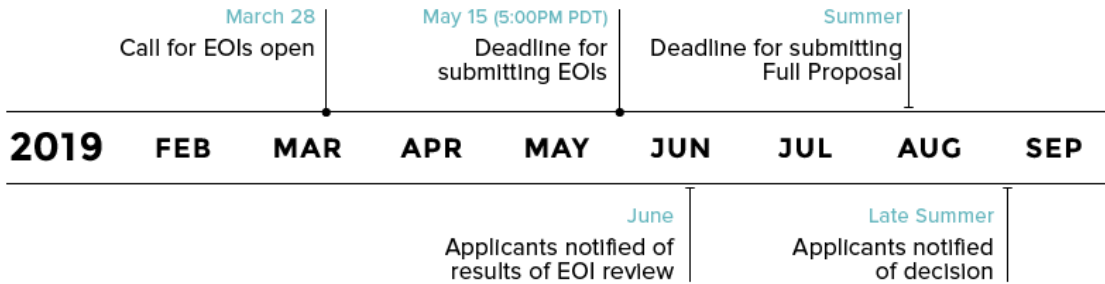 March 28
Call for EOIs open
May 15 (5:00PM PDT)
Deadline for
submitting EOIs
Summer
Deadline for submitting
Full Proposal
2019 FEB MAR APR MAY JUN JUL AUG SEP
June
Applicants notified of
results of EOI review
Late Summer
Applicants notified
of decision